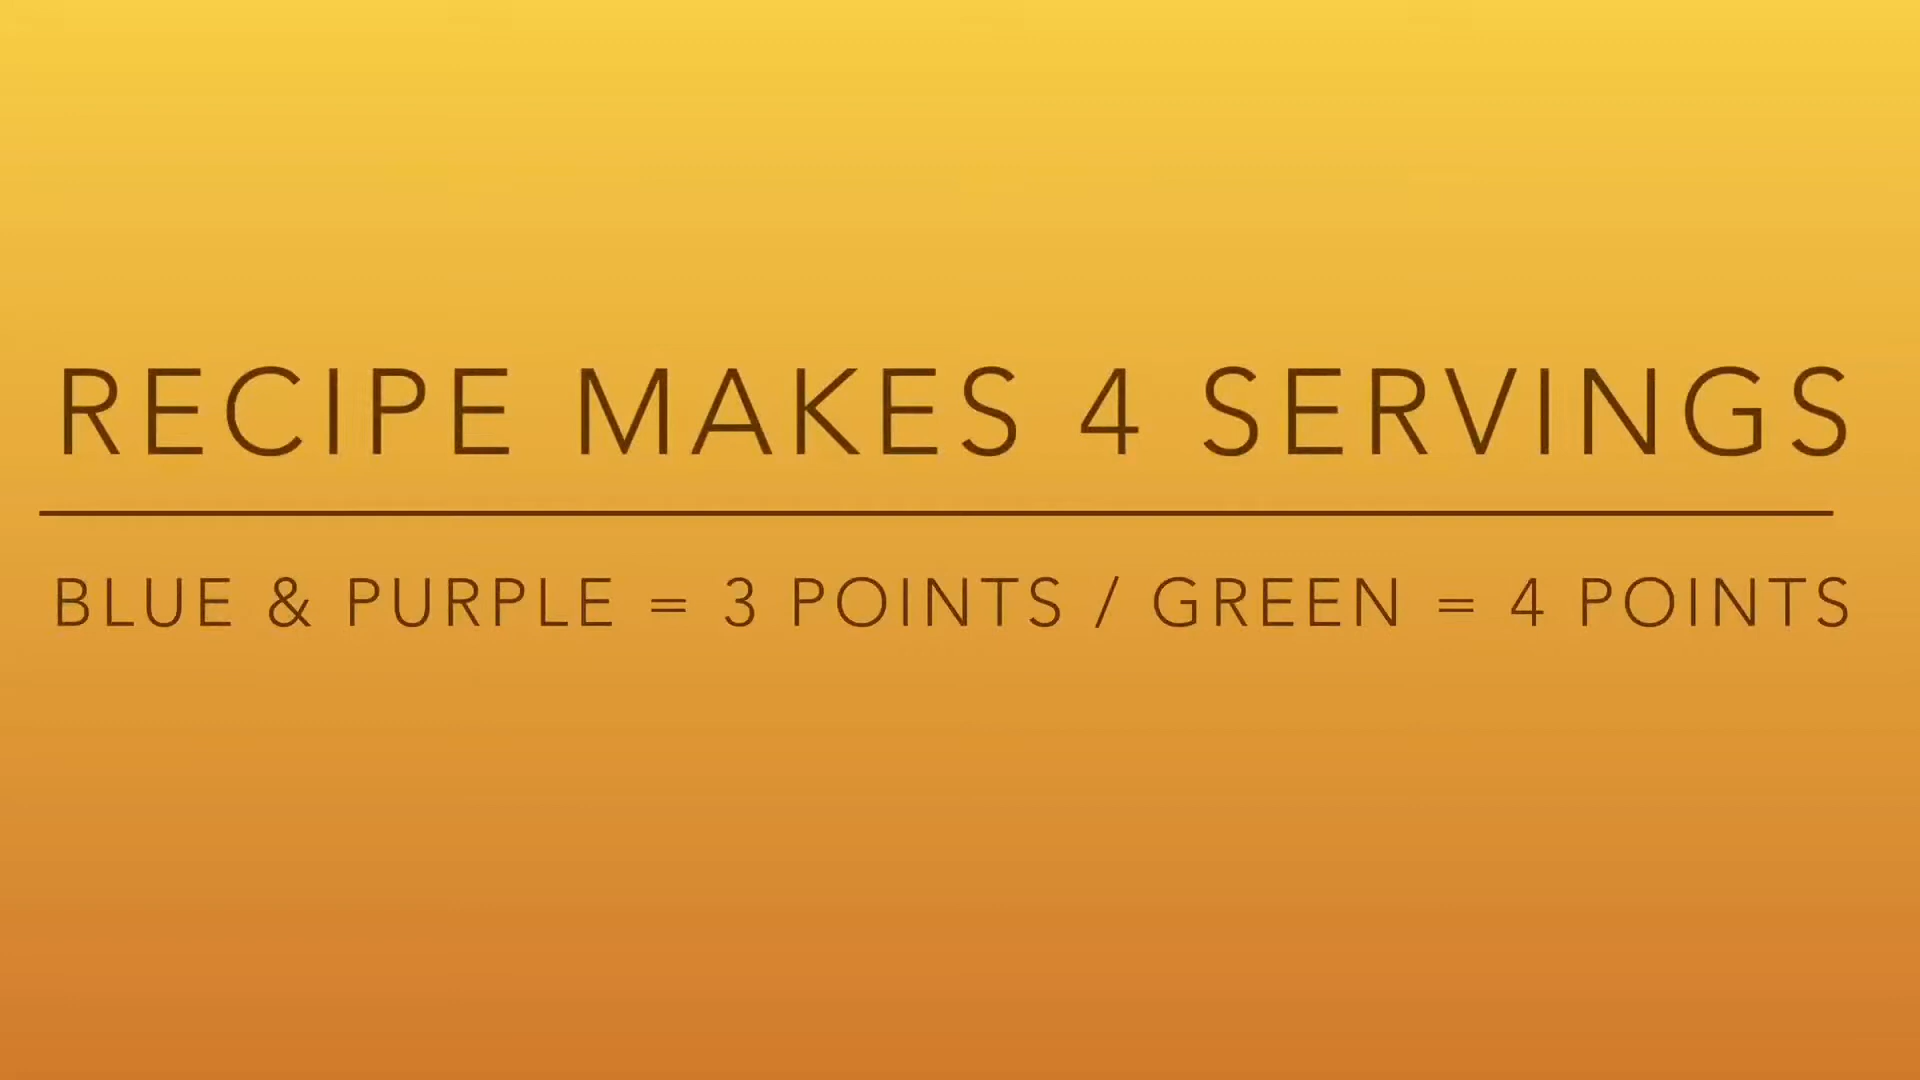 RECIPE MAKES 4 SERVINGS
BLUE & PURPLE = 3 POINTS / GREEN = 4 POINTS